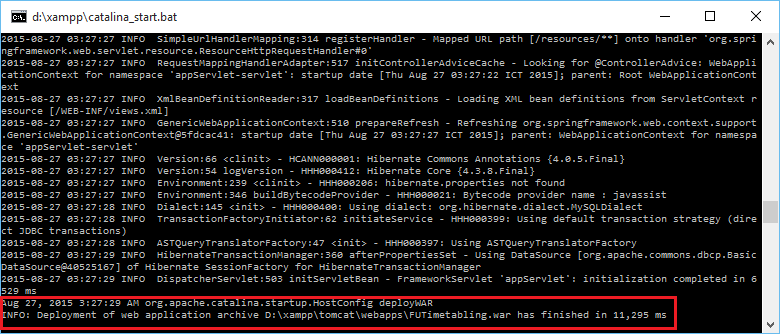 d:\xampp\catalina_start.bat
2015-08-27 03:27:27 INFO  SimpleUrlHandlerMapping:314 registerHandler - Mapped URL path [/resources/**] onto handler 'org.spri
ngframework.web.servlet.resource.ResourceHttpRequestHandler#0'
2015-08-27 03:27:27 INFO  RequestMappingHandlerAdapter:517 initControllerAdviceCache - Looking for @ControllerAdvice: WebAppli
cationContext for namespace 'appServlet-servlet': startup date [Thu Aug 27 03:27:22 ICT 2015]; parent: Root WebApplicationCont
ext
2015-08-27 03:27:27 INFO  XmlBeanDefinitionReader:317 loadBeanDefinitions - Loading XML bean definitions from ServletContext r
esource [/WEB-INF/views.xml]
2015-08-27 03:27:27 INFO  GenericWebApplicationContext:510 prepareRefresh - Refreshing org.springframework.web.context.support
.GenericWebApplicationContext@5fdcac41: startup date [Thu Aug 27 03:27:27 ICT 2015]; parent: WebApplicationContext for namespa
ce 'appServlet-servlet'
2015-08-27 03:27:27 INFO  Version:66 <clinit> - HCANN000001: Hibernate Commons Annotations {4.0.5.Final}
2015-08-27 03:27:27 INFO  Version:54 logVersion - HHH000412: Hibernate Core {4.3.8.Final}
2015-08-27 03:27:27 INFO  Environment:239 <clinit> - HHH000206: hibernate.properties not found
2015-08-27 03:27:27 INFO  Environment:346 buildBytecodeProvider - HHH000021: Bytecode provider name : javassist
2015-08-27 03:27:28 INFO  Dialect:145 <init> - HHH000400: Using dialect: org.hibernate.dialect.MySQLDialect
2015-08-27 03:27:28 INFO  TransactionFactoryInitiator:62 initiateService - HHH000399: Using default transaction strategy (dire
ct JDBC transactions)
2015-08-27 03:27:28 INFO  ASTQueryTranslatorFactory:47 <init> - HHH000397: Using ASTQueryTranslatorFactory
2015-08-27 03:27:29 INFO  HibernateTransactionManager:360 afterPropertiesSet - Using DataSource [org.apache.commons.dbcp.Basic
DataSource@40525167] of Hibernate SessionFactory for HibernateTransactionManager
2015-08-27 03:27:29 INFO  DispatcherServlet:503 initServletBean - FrameworkServlet 'appServlet': initialization completed in 6
529 ms
Aug 27, 2015 3:27:29 AM org.apache.catalina.startup.HostConfig deployWAR
INFO: Deployment of web application archive D:\xampp\tomcat\webapps\FUTimetabling.war has finished in 11,295 ms